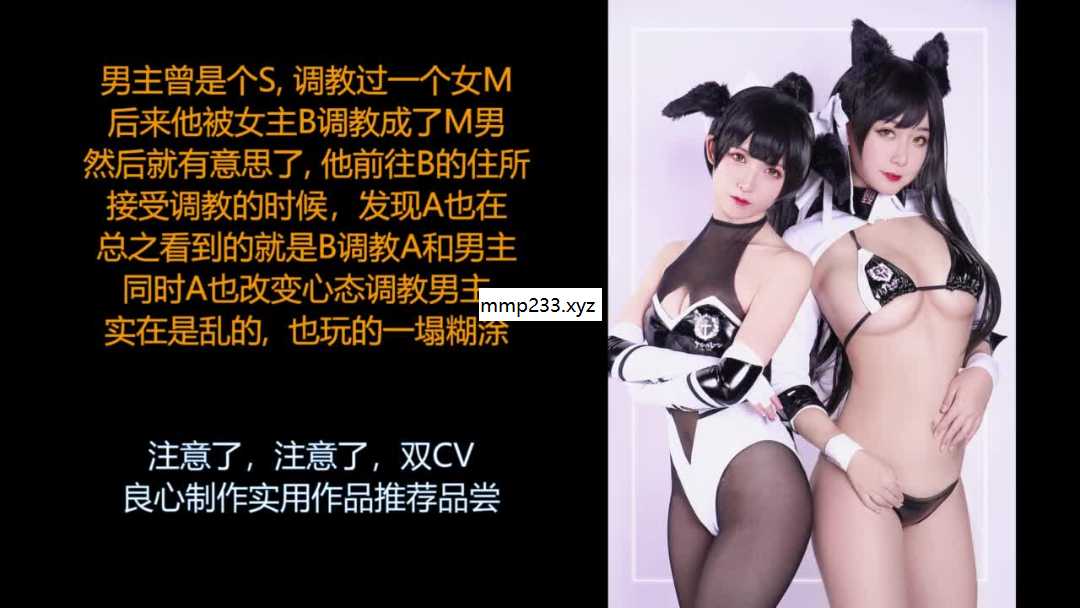 男主曾是个S, 调教过一个女M
后来他被女主B调教成了M男
然后就有意思了, 他前往B的住所
接受调教的时候，发现A也在
总之看到的就是B调教A和男主
同时A也改变心态调教男主
mmp233.xyz
实在是乱的, 也玩的一塌糊涂
注意了，注意了，双CV
良心制作实用作品推荐品尝